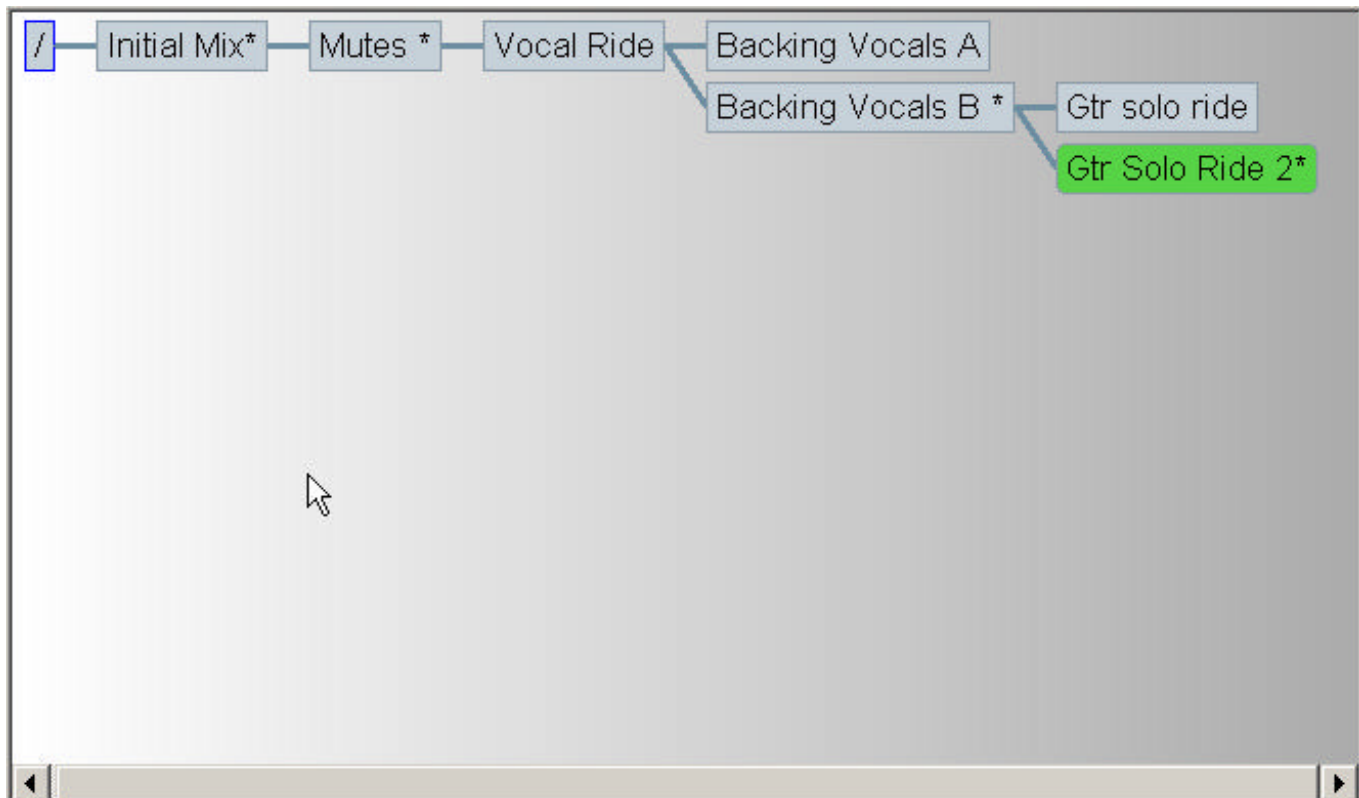 /
Initial Mix*
Mutes *
Vocal Ride
Backing Vocals A
Backing Vocals B *
Gtr solo ride
Gtr Solo Ride 2*